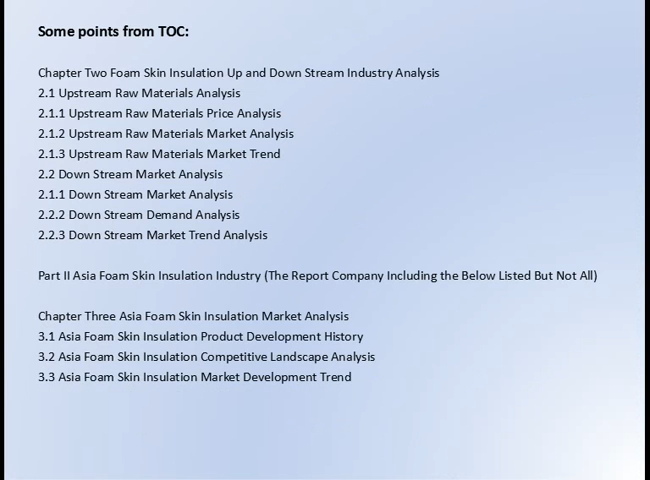 Some points from TOC:
Chapter Two Foam Skin Insulation Up and Down Stream Industry Analysis
2.1 Upstream Raw Materials Analysis
2.1.1 Upstream Raw Materials Price Analysis
2.1.2 Upstream Raw Materials Market Analysis
2.1.3 Upstream Raw Materials Market Trend
2.2 Down Stream Market Analysis
2.1.1 Down Stream Market Analysis
2.2.2 Down Stream Demand Analysis
2.2.3 Down Stream Market Trend Analysis
Part II Asia Foam Skin Insulation Industry (The Report Company Including the Below Listed But Not All)
Chapter Three Asia Foam Skin Insulation Market Analysis
3.1 Asia Foam Skin Insulation Product Development History
3.2 Asia Foam Skin Insulation Competitive Landscape Analysis
3.3 Asia Foam Skin Insulation Market Development Trend